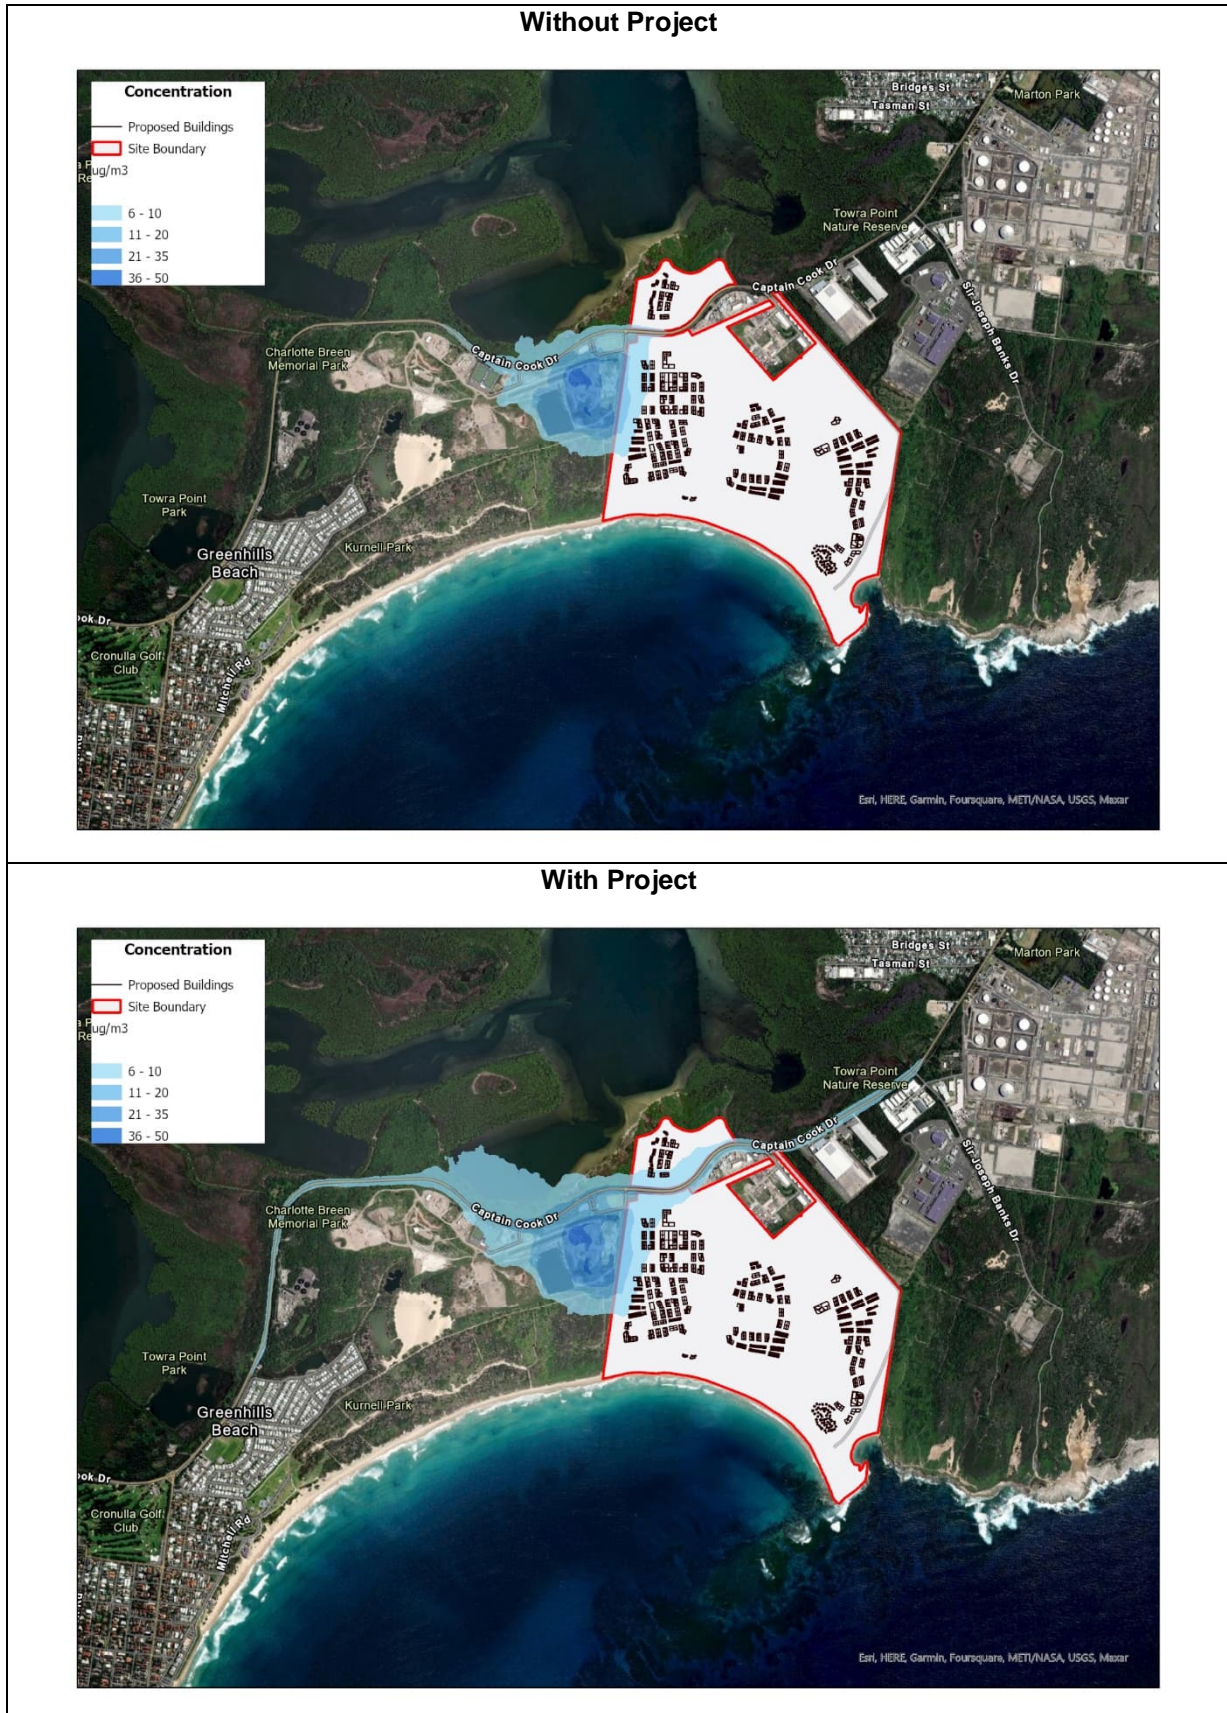 Without Project
Concentration
Proposed Buildings
Site Boundary
ug/m3
6 - 10
11 - 20
21 - 35
36 - 50
Bridges St
Tasman St
Marton Park
Towra Point
Nature Reserve
Captain Cook Dr
Sir Joseph Banks Dr
Captain Cook Dr
Charlotte Breen
Memorial Park
Towra Point
Park
Greenhills
Beach
Kurnell Park
ook Dr
Cronulla Golf
Club
Mitchell Rd
Esri, HERE, Garmin, Foursquare, METI/NASA, USGS, Maxar
With Project
Concentration
Proposed Buildings
Site Boundary
ug/m3
6 - 10
11 - 20
21 - 35
36 - 50
Bridges St
Tasman St
Marton Park
Towra Point
Nature Reserve
Captain Cook Dr
Sir Joseph Banks Dr
Captain Cook Dr
Charlotte Breen
Memorial Park
Towra Point
Park
Greenhills
Beach
Kurnell Park
ook Dr
Cronulla Golf
Club
Mitchell Rd
Esri, HERE, Garmin, Foursquare, METI/NASA, USGS, Maxar